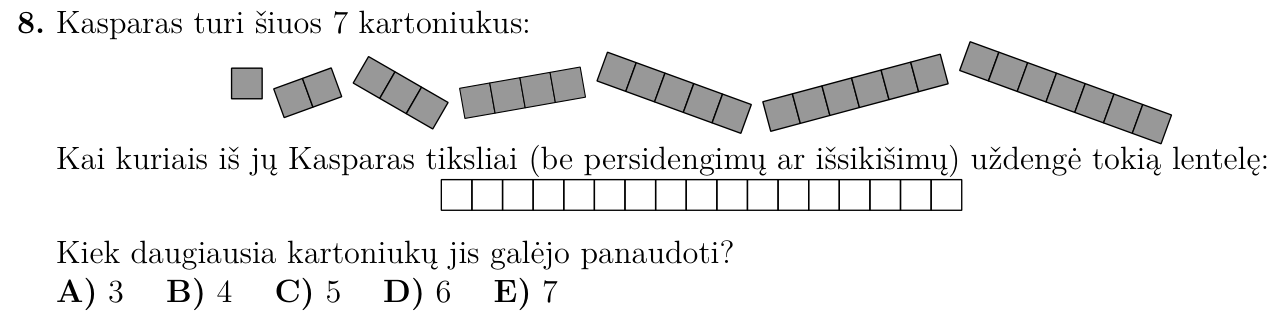 8. Kasparas turi šiuos 7 kartoniukus:
Kai kuriais iš jų Kasparas tiksliai (be persidengimų ar išsikišimų) uždengė tokią lentelę:
Kiek daugiausia kartoniukų jis galėjo panaudoti?
A) 3 B) 4 C) 5 D) 6 E) 7